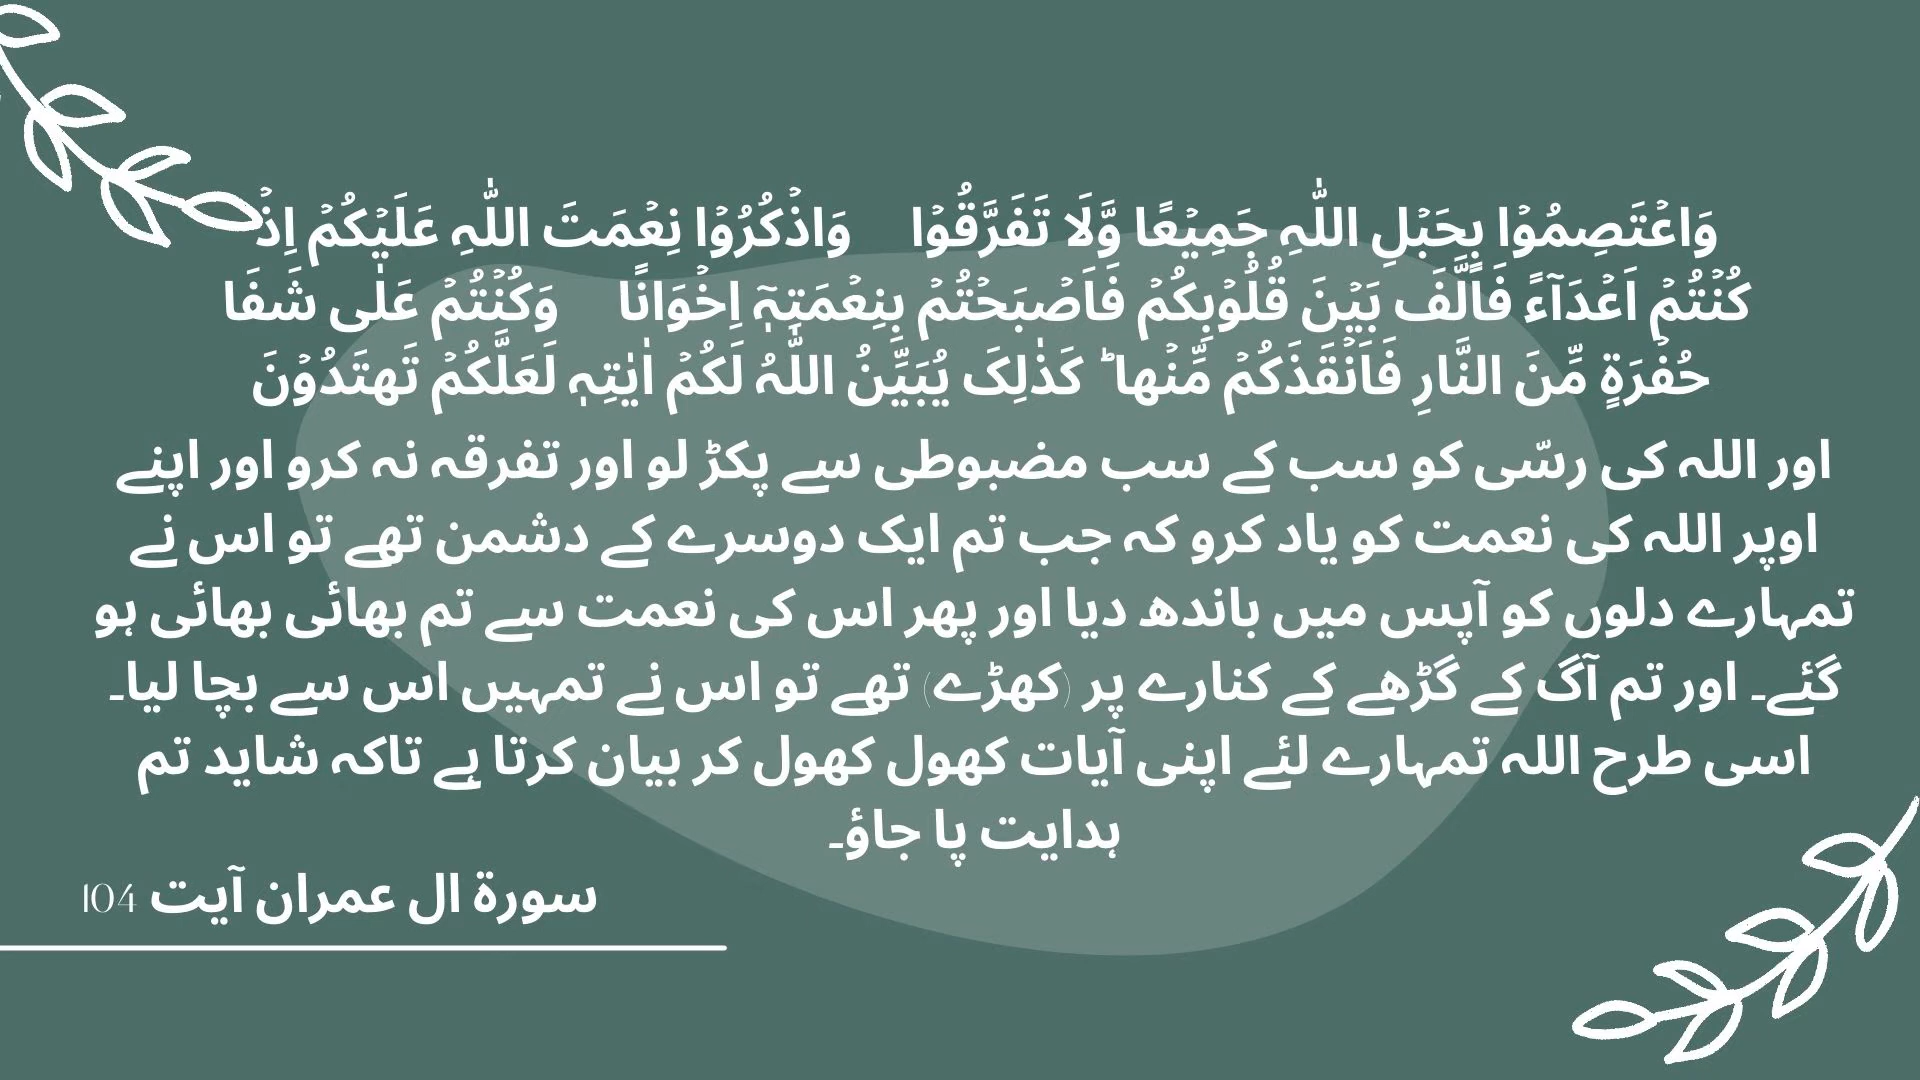 وَاعۡتَصِمُوۡا بِحَبۡلِ اللّٰہِ جَمِیۡعًا وَّلَا تَفَرَّقُوۡا وَاذۡکُرُوۡا نِعۡمَتَ اللّٰہِ عَلَیۡکُمۡ اِذۡ
کُنۡتُمۡ اَعۡدَآءً فَاَلَّفَ بَیۡنَ قُلُوۡبِکُمۡ فَاَصۡبَحۡتُمۡ بِنِعۡمَتِہٖۤ اِخۡوَانًا وَکُنۡتُمۡ عَلٰی شَفَا
حُفۡرَۃٍ مِّنَ النَّارِ فَاَنۡقَذَکُمۡ مِّنۡھا ؕ کَذٰلِکَ یُبَیِّنُ اللّٰہُ لَکُمۡ اٰیٰتِہٖ لَعَلَّکُمۡ تَھتَدُوۡنَ
اور اللہ کی رسّی کو سب کے سب مضبوطی سے پکڑ لو اور تفرقہ نہ کرو اور اپنے
اوپر اللہ کی نعمت کو یاد کرو کہ جب تم ایک دوسرے کے دشمن تھے تو اس نے
تمہارے دلوں کو آپس میں باندھ دیا اور پھر اس کی نعمت سے تم بھائی بھائی ہو
گئے۔ اور تم آگ کے گڑھے کے کنارے پر (کھڑے) تھے تو اس نے تمہیں اس سے بچا لیا۔
اسی طرح اللہ تمہارے لئے اپنی آیات کھول کھول کر بیان کرتا ہے تاکہ شاید تم
ہدایت پا جاؤ۔
سورۃ ال عمران آیت 104